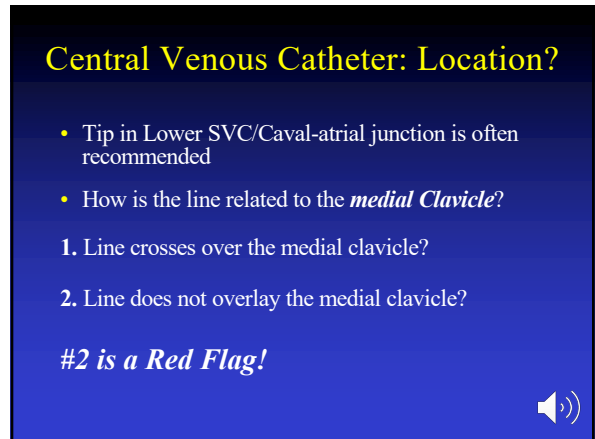 Central Venous Catheter: Location?
• Tip in Lower SVC/Caval-atrial junction is often
recommended
• How is the line related to the medial Clavicle?
1. Line crosses over the medial clavicle?
2. Line does not overlay the medial clavicle?
#2 is a Red Flag!